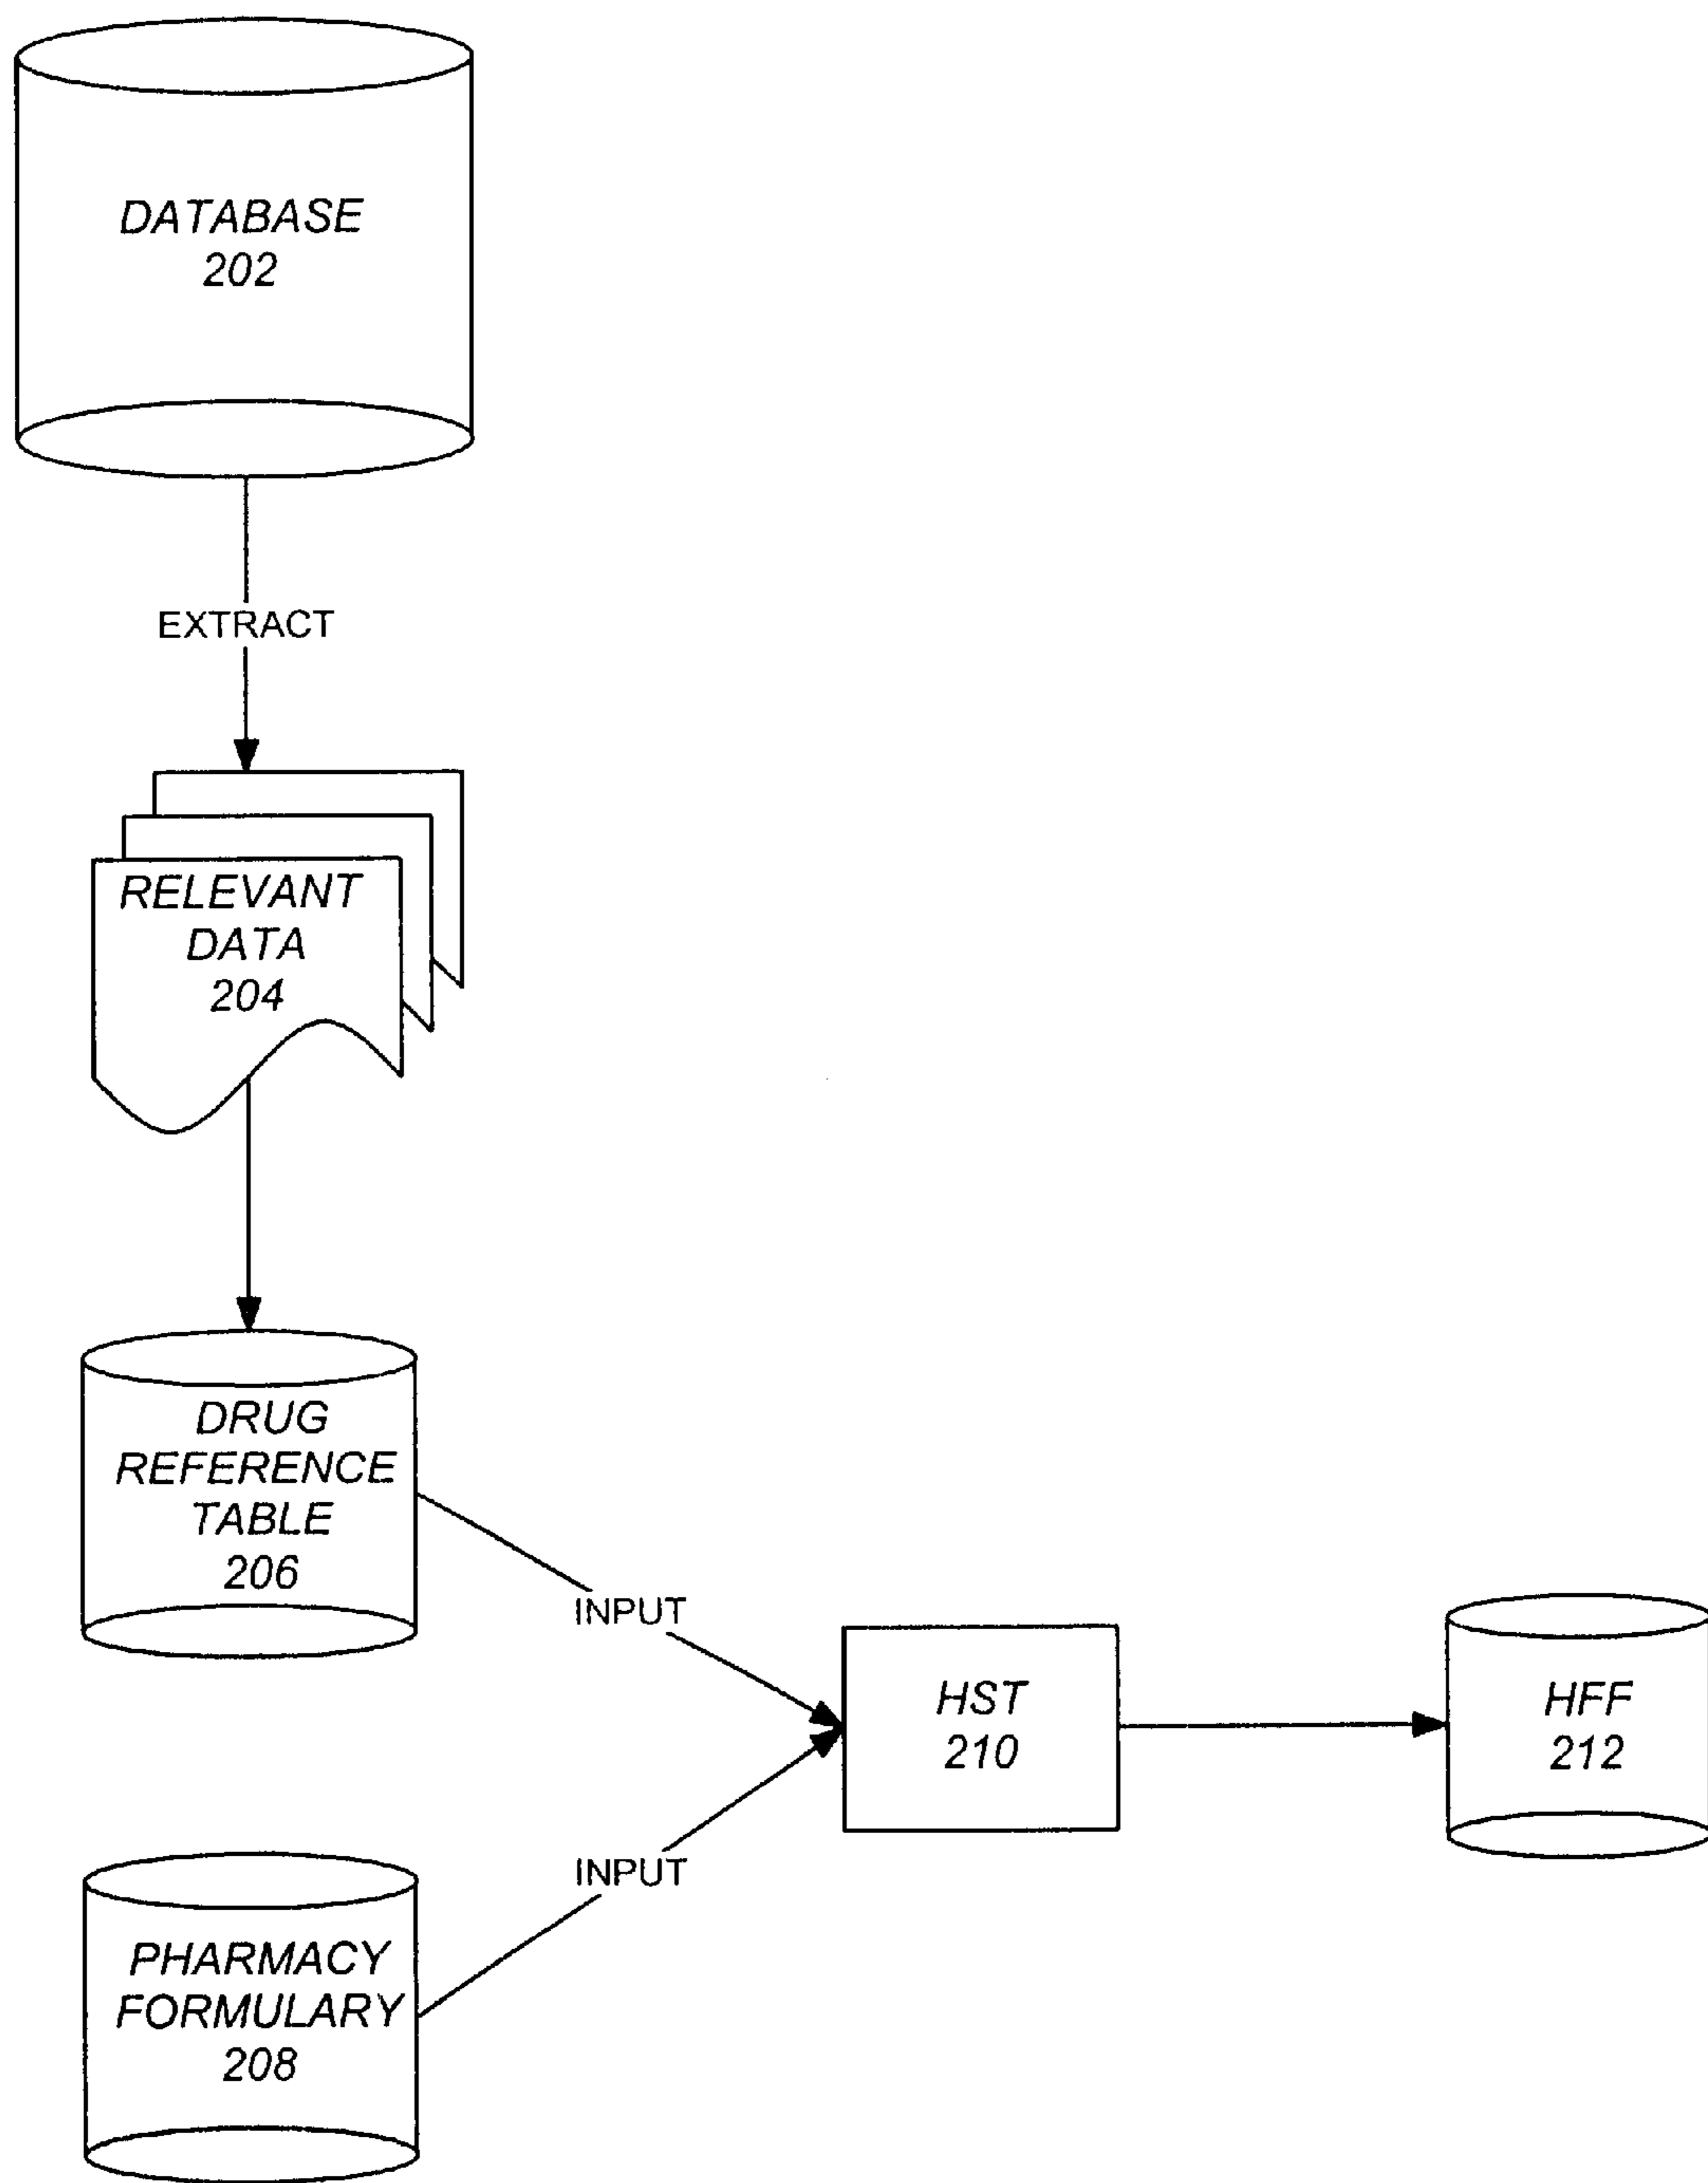 DATABASE
202
EXTRACT
RELEVANT
DATA
204
DRUG
REFERENCE
TABLE
206
INPUT
HST
210
HFF
212
INPUT
PHARMACY
FORMULARY
208